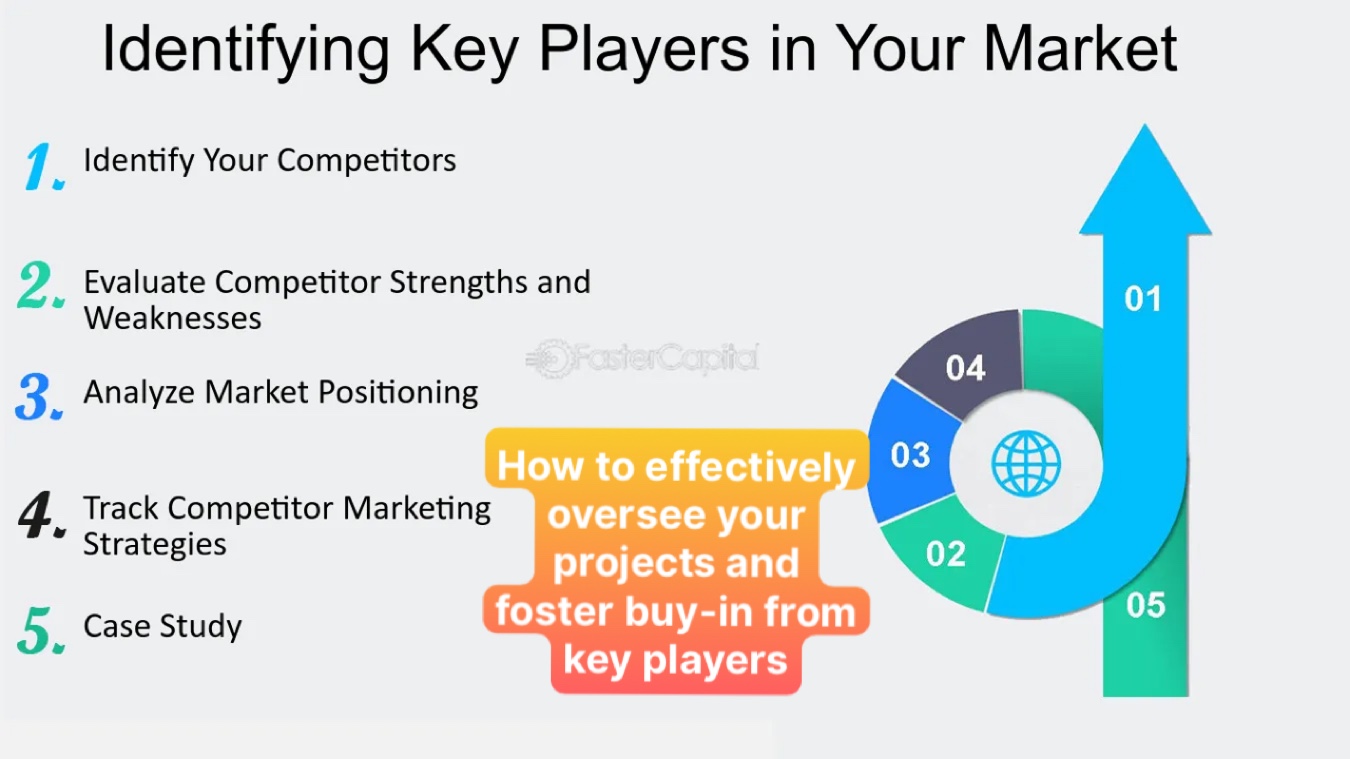 Identifying Key Players in Your Market
1. Identify Your Competitors
2. Evaluate Competitor Strengths and
Weaknesses
3. Analyze Market Positioning
4. Track Competitor Marketing
Strategies
5. Case Study
FasterCapital
How to effectively
oversee your
projects and
foster buy-in from
key players
01
04
03
02
05